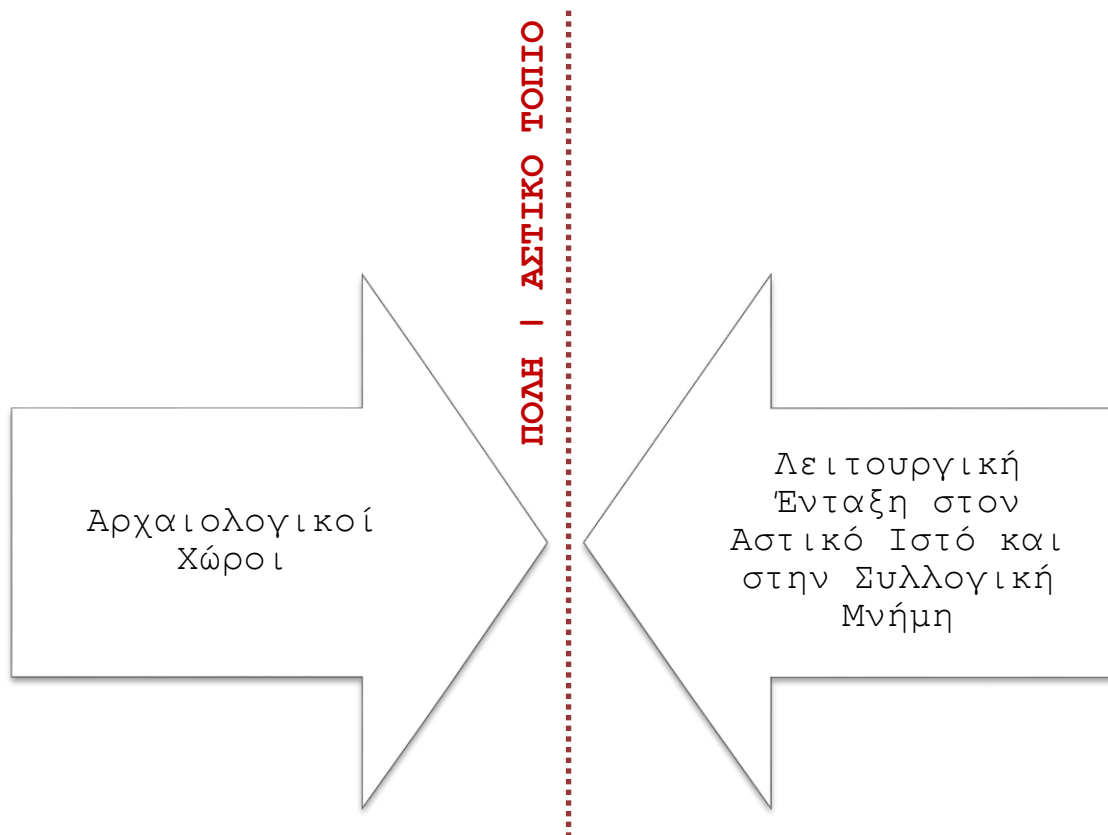 ΠΟΛΗ | ΑΣΤΙΚΟ ΤΟΠΙΟ
Αρχαιολογικοί
Χώροι
Λειτουργική
Ένταξη στον
Αστικό Ιστό και
στην Συλλογική
Μνήμη